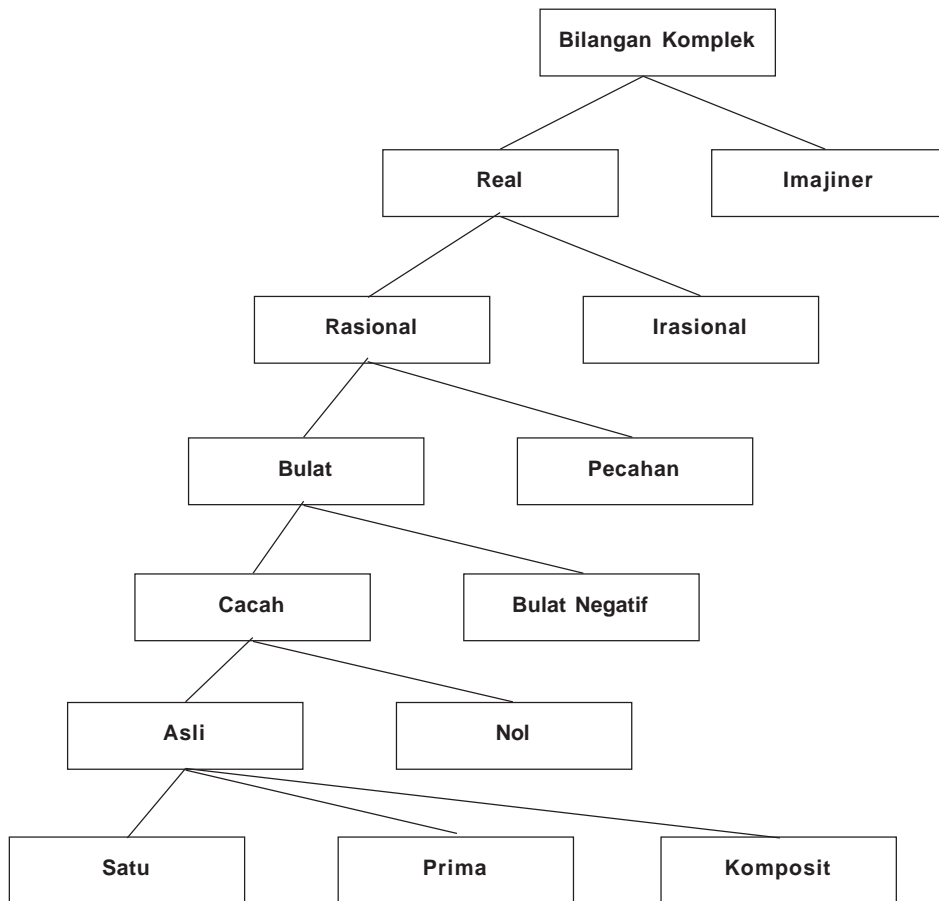 Bilangan Komplek
Real
Imajiner
Rasional
Irasional
Bulat
Pecahan
Cacah
Bulat Negatif
Asli
Nol
Satu
Prima
Komposit